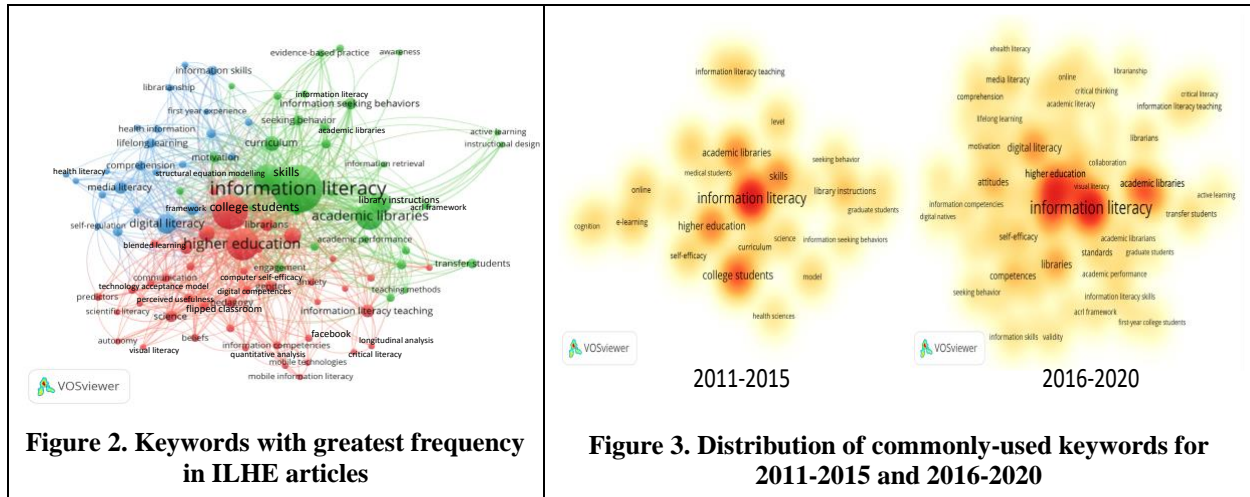 evidence-based practice
awareness
information skills
librarianship
information literacy
information seeking behaviors
first year experience
seeking behavior
academic libraries
active learning
instructional design
health information
lifelong learning
curriculum
motivation
information retrieval
comprehension
structural equation modelling
skills
health literacy
media literacy
information literacy
library instructions
framework
college students
academic libraries
acrl framework
self-regulation
digital literacy
librarians
blended learning
higher education
academic performance
transfer students
communication
engagement
technology acceptance model
computer self-efficacy
anxiety
gender
teaching methods
predictors
perceived usefulness
digital competences
pedagogy
scientific literacy
science
flipped classroom
information literacy teaching
autonomy
beliefs
facebook
longitudinal analysis
visual literacy
information competencies
quantitative analysis
critical literacy
mobile technologies
mobile information literacy
VOSviewer
Figure 2. Keywords with greatest frequency
in ILHE articles
information literacy teaching
level
academic libraries
medical students
skills
seeking behavior
online
information literacy
library instructions
graduate students
cognition
e-learning
higher education
science
information seeking behaviors
curriculum
self-efficacy
college students
model
health sciences
VOSviewer
2011-2015
ehealth literacy
media literacy
online
librarianship
comprehension
critical thinking
academic literacy
critical literacy
information literacy teaching
lifelong learning
motivation
digital literacy
librarians
collaboration
higher education
attitudes
visual literacy
academic libraries
active learning
information competencies
digital natives
information literacy
transfer students
self-efficacy
academic librarians
graduate students
standards
libraries
competences
academic performance
seeking behavior
information literacy skills
acrl framework
first-year college students
information skills
validity
VOSviewer
2016-2020
Figure 3. Distribution of commonly-used keywords for
2011-2015 and 2016-2020